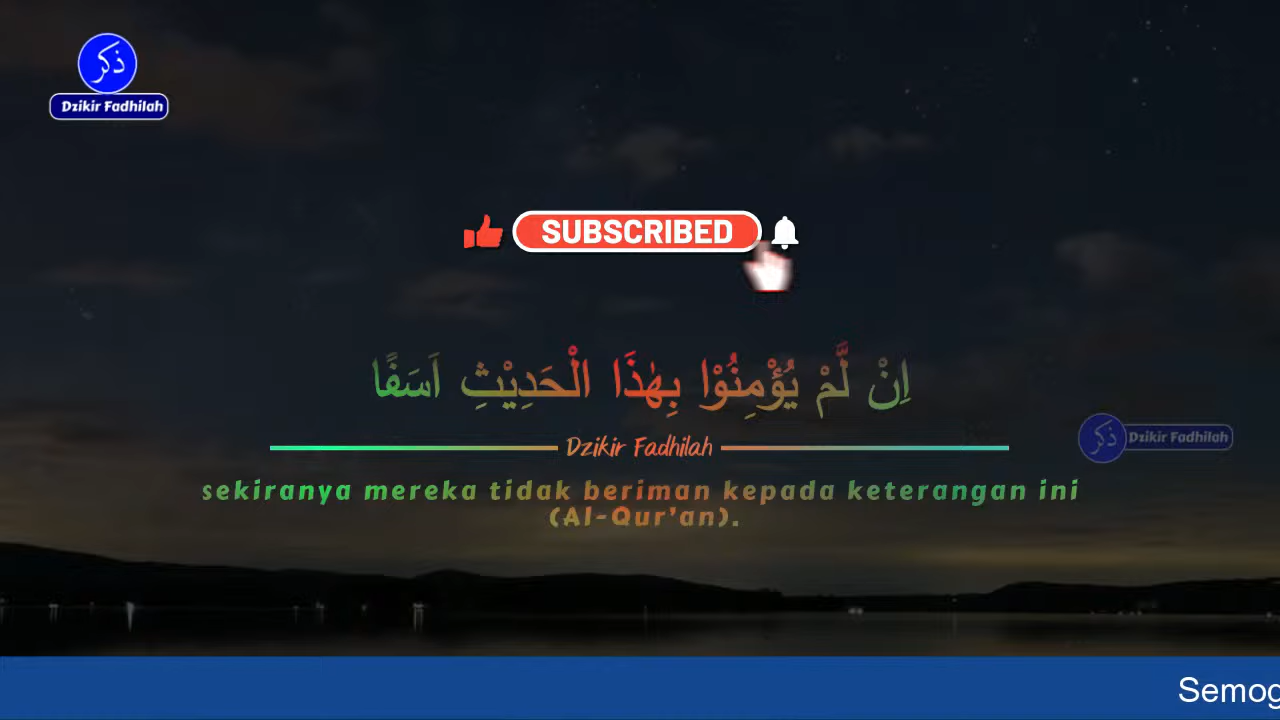 ذكر
Dzikir Fadhilah
SUBSCRIBED
اِنْ لَّمْ يُؤْمِنُوْا بِهٰذَا الْحَدِيْثِ اَسَفًا
Dzikir Fadhilah
ذكر
Dzikir Fadhilah
sekiranya mereka tidak beriman kepada keterangan ini
(Al-Qur'an).
Semog